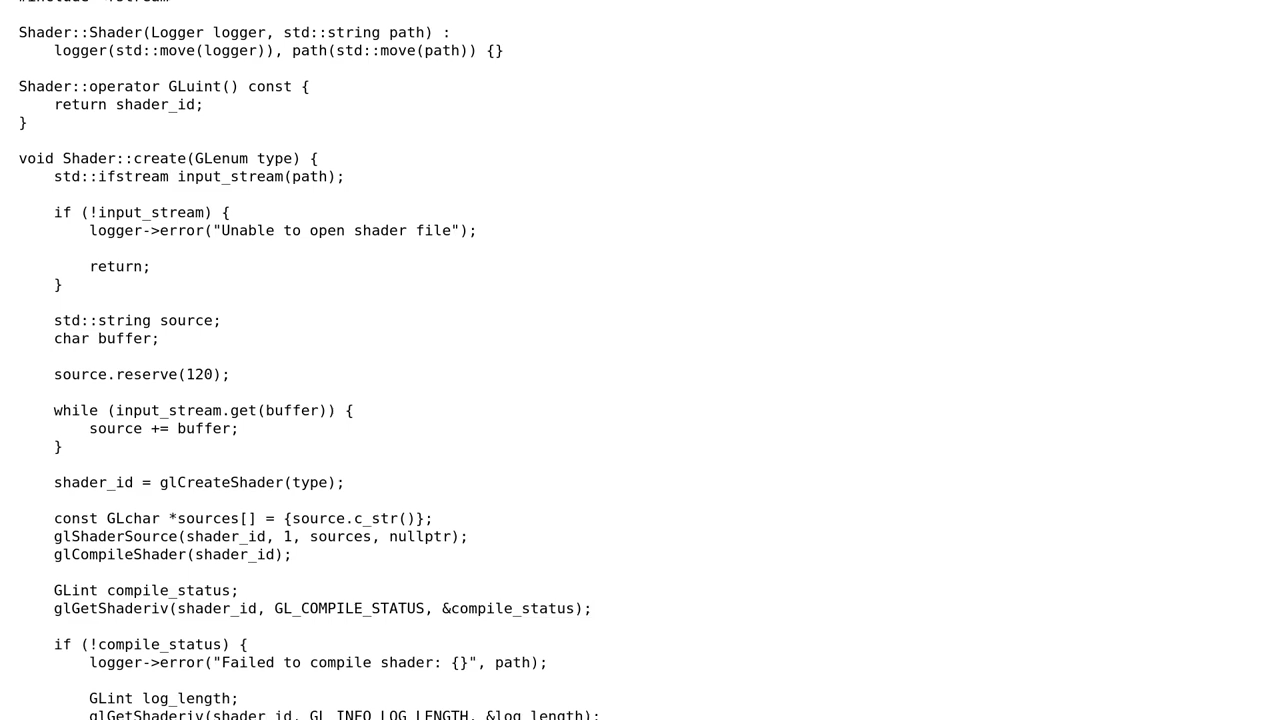 Shader::Shader(Logger logger, std::string path) :
    logger(std::move(logger)), path(std::move(path)) {}

Shader::operator GLuint() const {
    return shader_id;
}

void Shader::create(GLenum type) {
    std::ifstream input_stream(path);

    if (!input_stream) {
        logger->error("Unable to open shader file");

        return;
    }

    std::string source;
    char buffer;

    source.reserve(120);

    while (input_stream.get(buffer)) {
        source += buffer;
    }

    shader_id = glCreateShader(type);

    const GLchar *sources[] = {source.c_str()};
    glShaderSource(shader_id, 1, sources, nullptr);
    glCompileShader(shader_id);

    GLint compile_status;
    glGetShaderiv(shader_id, GL_COMPILE_STATUS, &compile_status);

    if (!compile_status) {
        logger->error("Failed to compile shader: {}", path);

        GLint log_length;
        glGetShaderiv(shader_id, GL_INFO_LOG_LENGTH, &log_length);